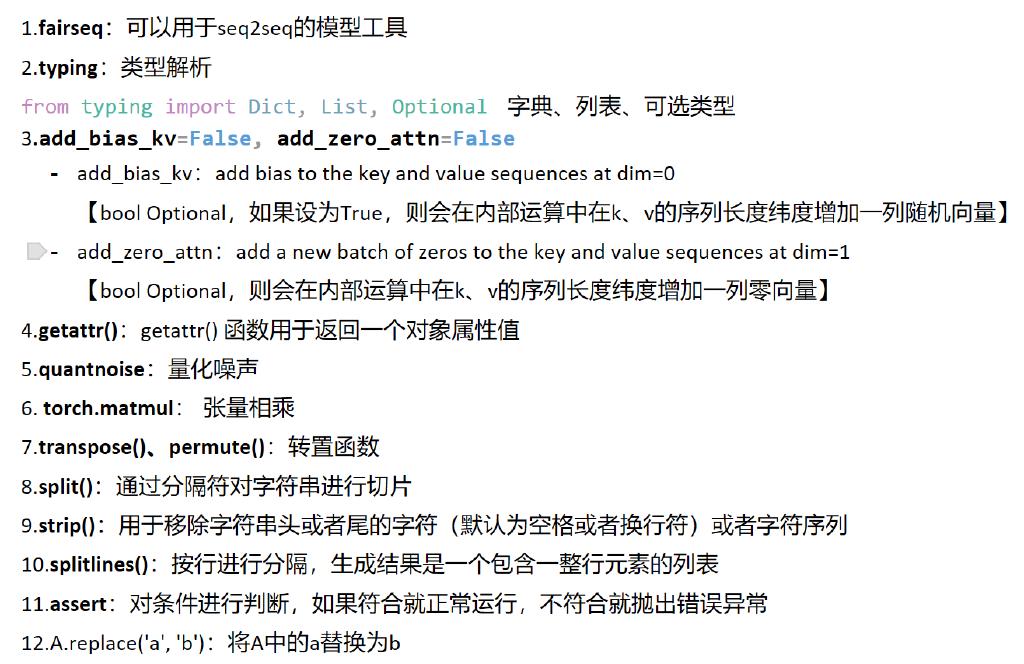 1.fairseq：可以用于seq2seq的模型工具
2.typing：类型解析
from typing import Dict, List, Optional 字典、列表、可选类型
3.add_bias_kv=False, add_zero_attn=False
- add_bias_kv：add bias to the key and value sequences at dim=0
【bool Optional，如果设为True，则会在内部运算中在k、v的序列长度纬度增加一列随机向量】
- add_zero_attn：add a new batch of zeros to the key and value sequences at dim=1
【bool Optional，则会在内部运算中在k、v的序列长度纬度增加一列零向量】
4.getattr()：getattr() 函数用于返回一个对象属性值
5.quantnoise：量化噪声
6. torch.matmul： 张量相乘
7.transpose()、permute()：转置函数
8.split()：通过分隔符对字符串进行切片
9.strip()：用于移除字符串头或者尾的字符（默认为空格或者换行符）或者字符序列
10.splitlines()：按行进行分隔，生成结果是一个包含一整行元素的列表
11.assert：对条件进行判断，如果符合就正常运行，不符合就抛出错误异常
12.A.replace('a', 'b')：将A中的a替换为b